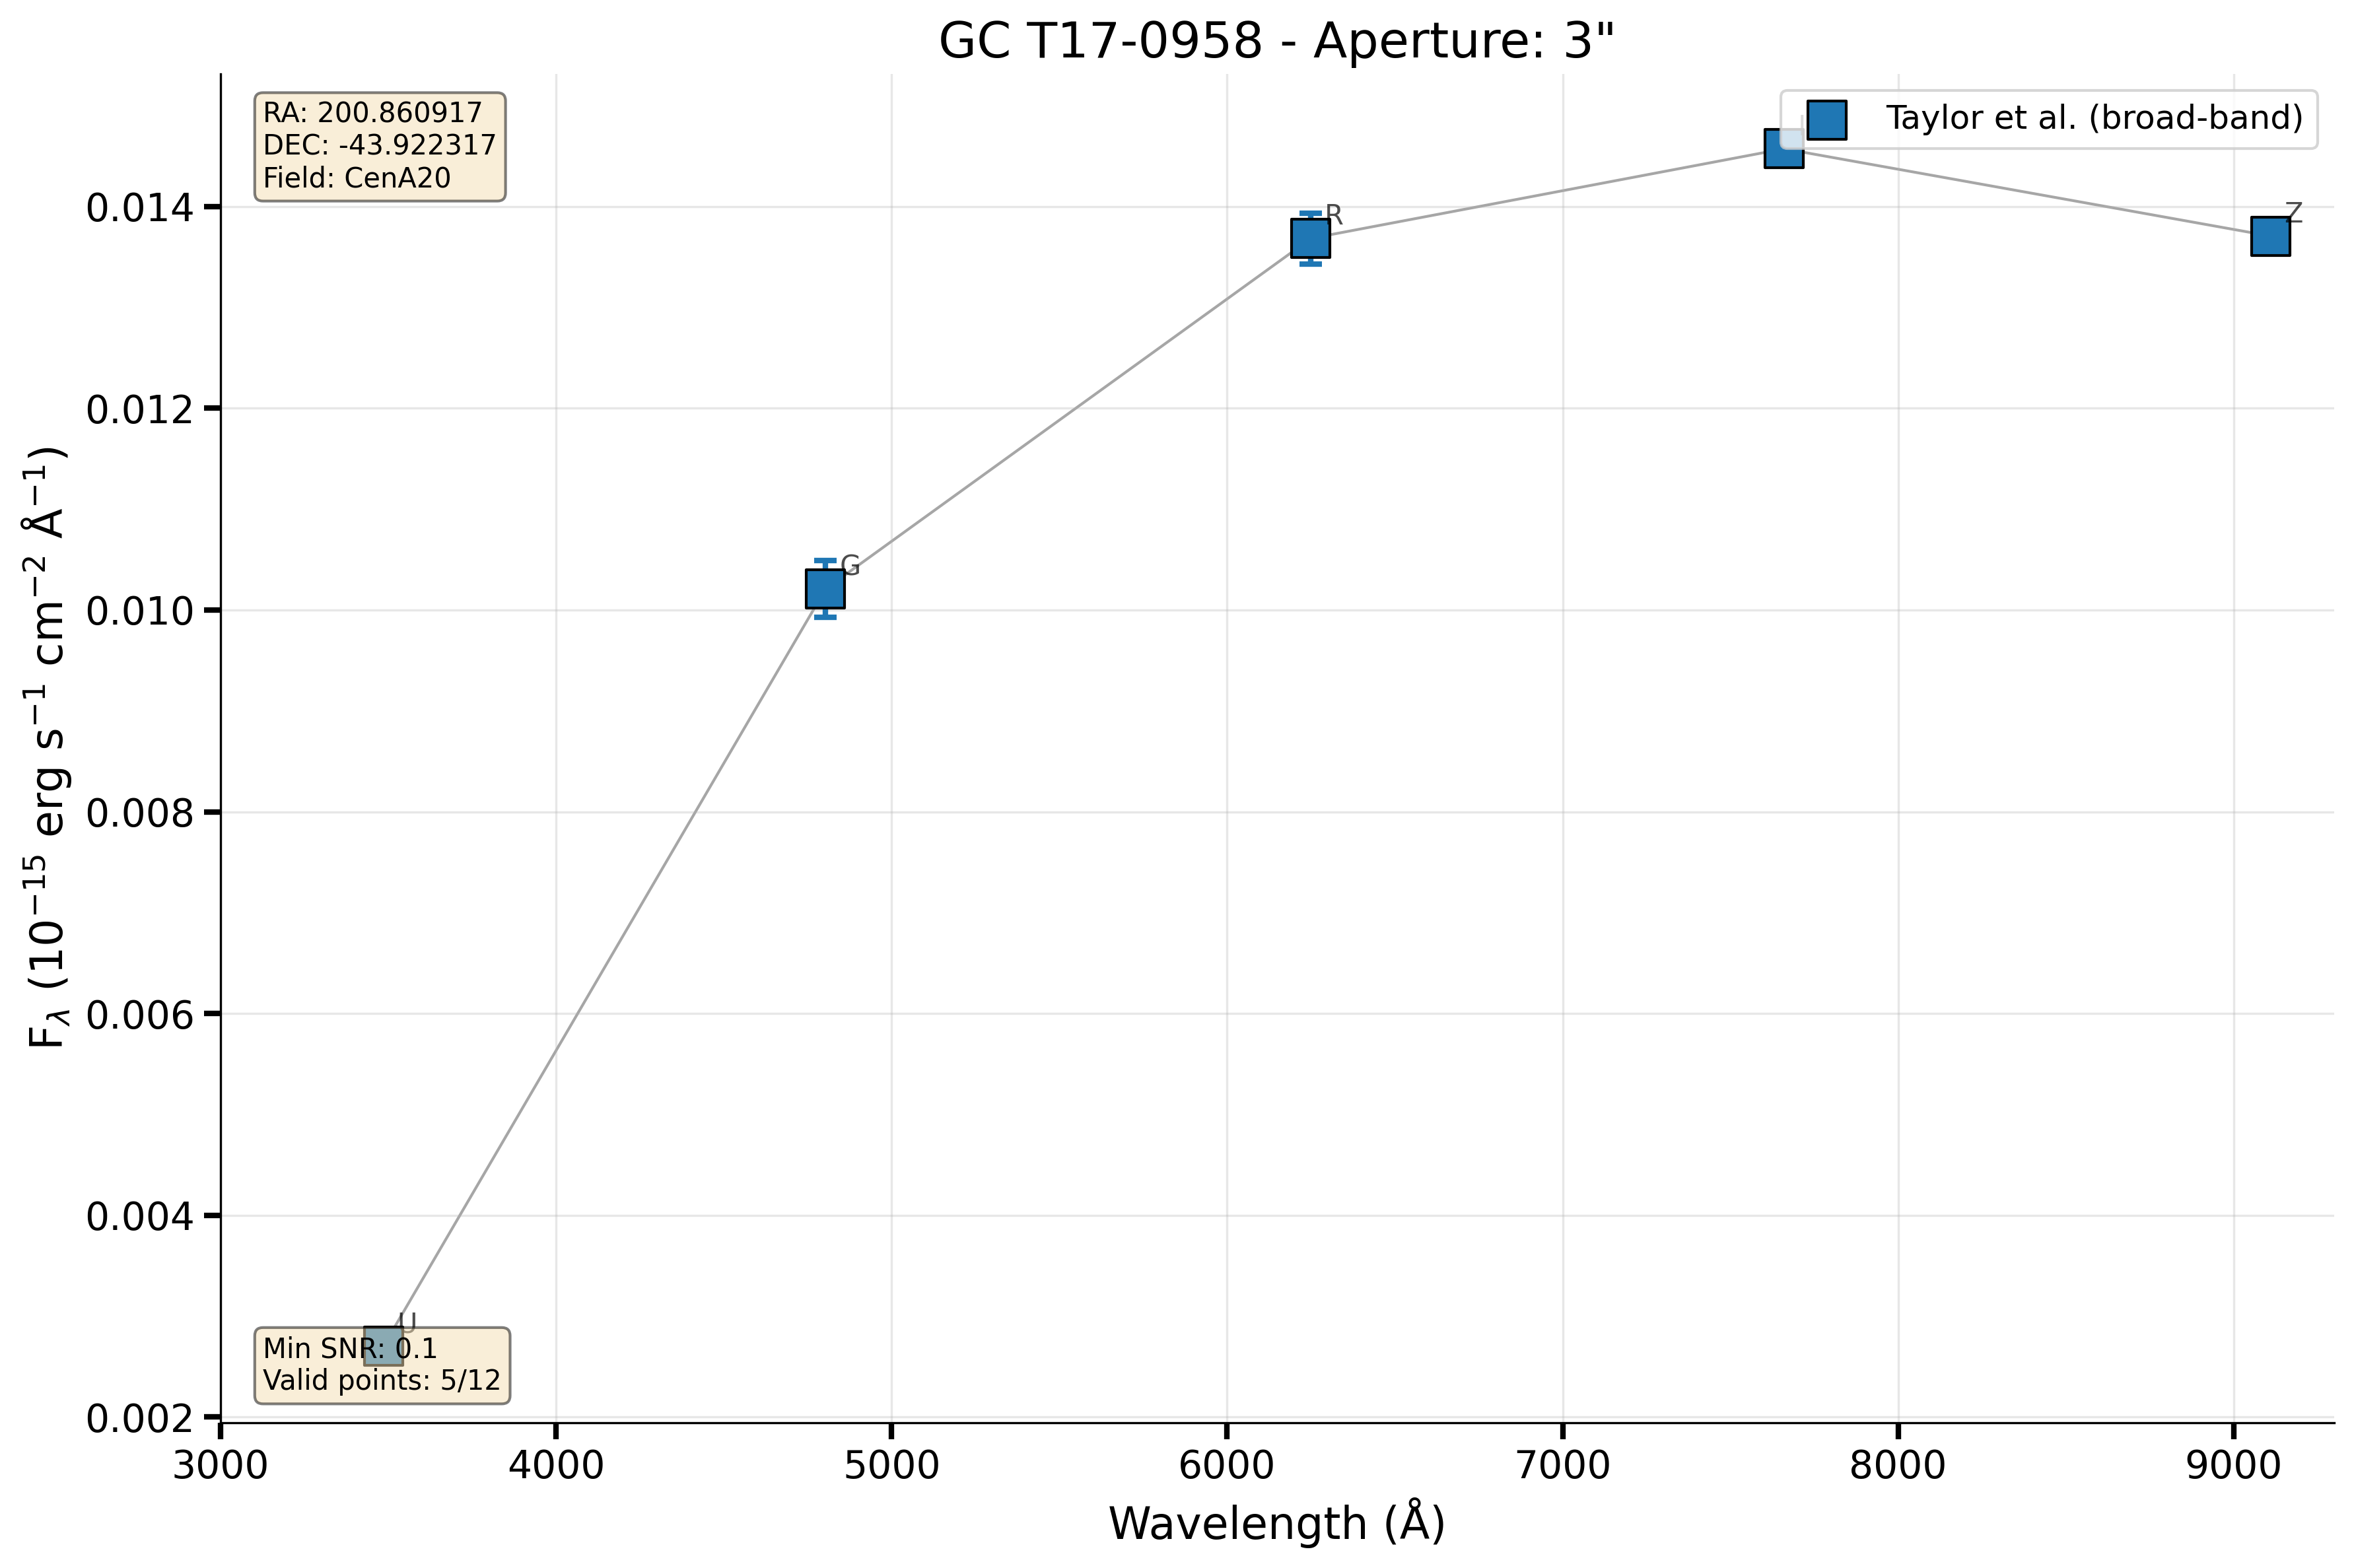 GC T17-0958 - Aperture: 3"
RA: 200.860917
DEC: -43.922317
Field: CenA20
Taylor et al. (broad-band)
R
Z
G
U
Min SNR: 0.1
Valid points: 5/12
0.014
0.012
0.010
0.008
0.006
0.004
0.002
F_λ (10⁻¹⁵ erg s⁻¹ cm⁻² Å⁻¹)
3000 4000 5000 6000 7000 8000 9000
Wavelength (Å)